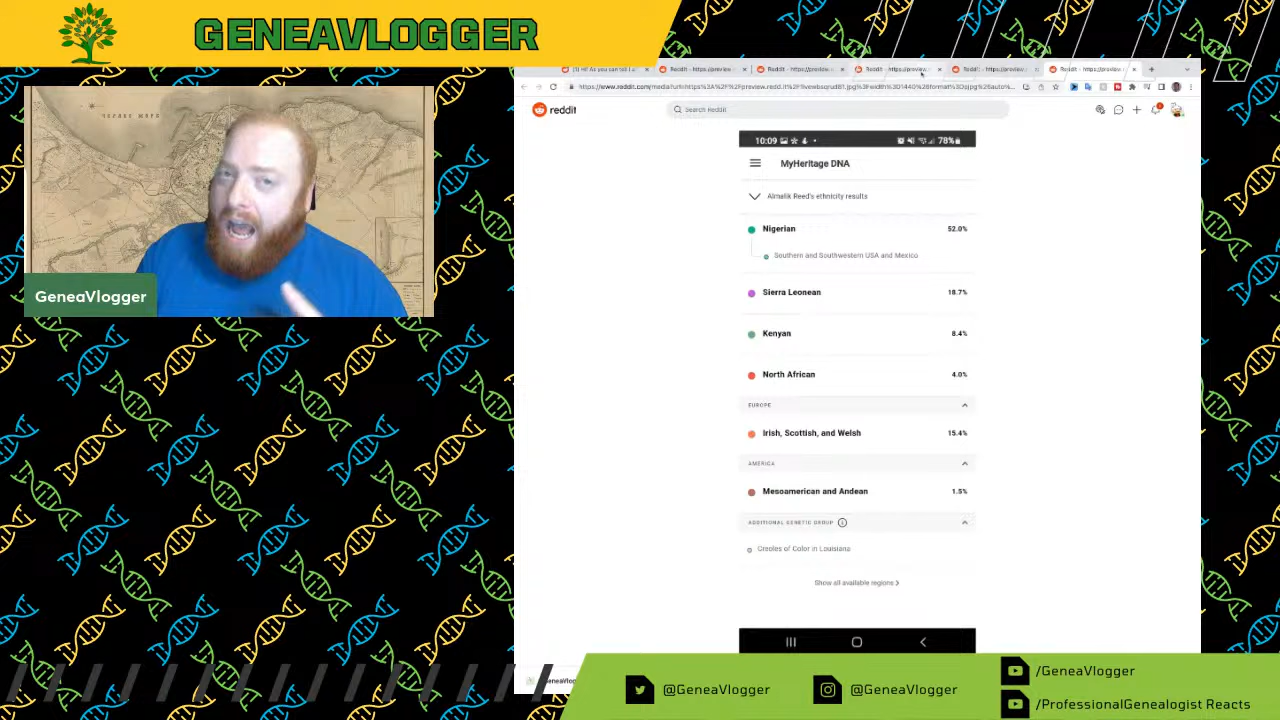 GENEAVLOGGER
GeneaVlogger
reddit
Search Reddit
10:09
78%
MyHeritage DNA
Almalik Reed's ethnicity results
Nigerian 52.0%
Southern and Southwestern USA and Mexico
Sierra Leonean 18.7%
Kenyan 8.4%
North African 4.0%
EUROPE
Irish, Scottish, and Welsh 15.4%
AMERICA
Mesoamerican and Andean 1.5%
ADDITIONAL GENETIC GROUP
Creoles of Color in Louisiana
Show all available regions
@GeneaVlogger
@GeneaVlogger
/GeneaVlogger
/ProfessionalGenealogist Reacts